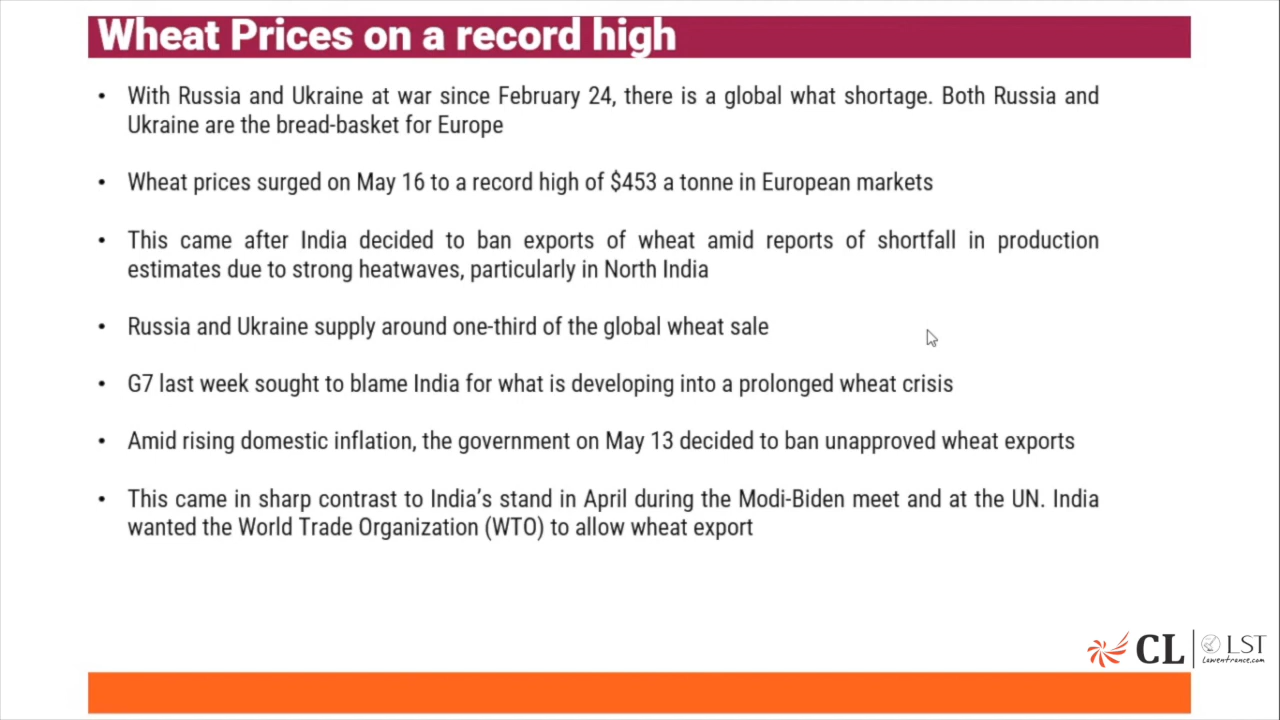 Wheat Prices on a record high
• With Russia and Ukraine at war since February 24, there is a global what shortage. Both Russia and
Ukraine are the bread-basket for Europe
• Wheat prices surged on May 16 to a record high of $453 a tonne in European markets
• This came after India decided to ban exports of wheat amid reports of shortfall in production
estimates due to strong heatwaves, particularly in North India
• Russia and Ukraine supply around one-third of the global wheat sale
• G7 last week sought to blame India for what is developing into a prolonged wheat crisis
• Amid rising domestic inflation, the government on May 13 decided to ban unapproved wheat exports
• This came in sharp contrast to India’s stand in April during the Modi-Biden meet and at the UN. India
wanted the World Trade Organization (WTO) to allow wheat export
CL LST
Lawentrance.com